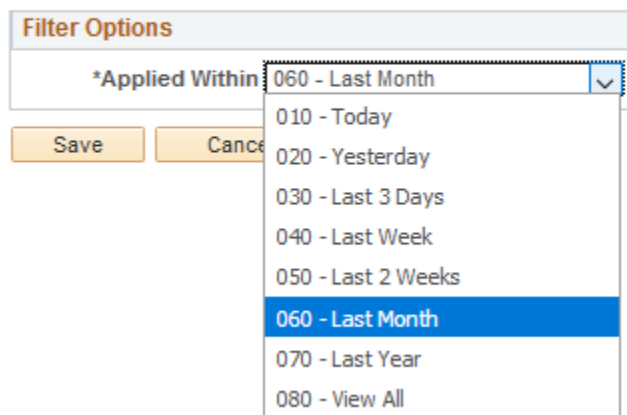 Filter Options
*Applied Within 060 - Last Month
010 - Today
Save Cance
020 - Yesterday
030 - Last 3 Days
040 - Last Week
050 - Last 2 Weeks
060 - Last Month
070 - Last Year
080 - View All